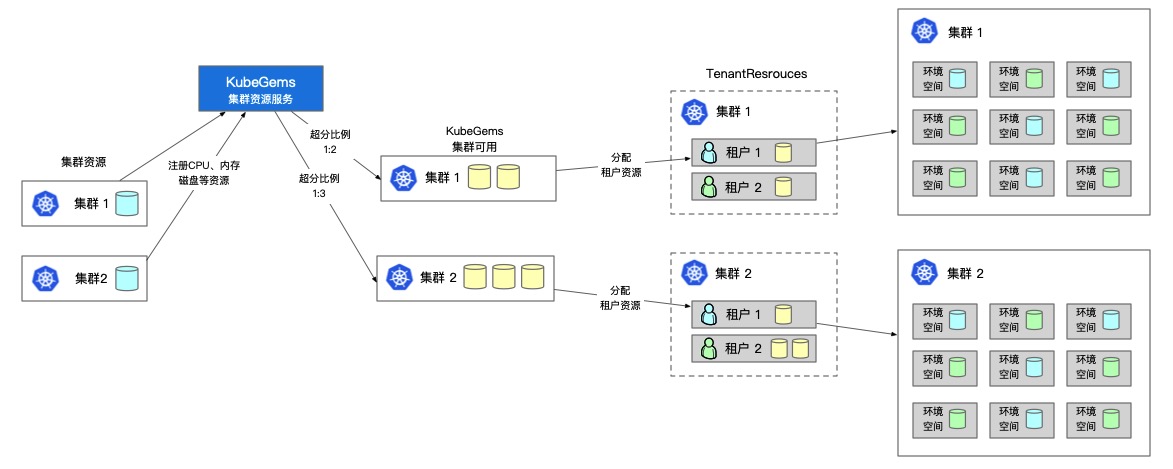 KubeGems
集群资源服务
集群资源
集群 1
集群2
注册CPU、内存
磁盘等资源
超分比例
1:2
超分比例
1:3
KubeGems
集群可用
集群 1
集群 2
分配
租户资源
分配
租户资源
TenantResrouces
集群 1
租户 1
租户 2
集群 2
租户 1
租户 2
集群 1
环境
空间
环境
空间
环境
空间
环境
空间
环境
空间
环境
空间
环境
空间
环境
空间
环境
空间
集群 2
环境
空间
环境
空间
环境
空间
环境
空间
环境
空间
环境
空间
环境
空间
环境
空间
环境
空间